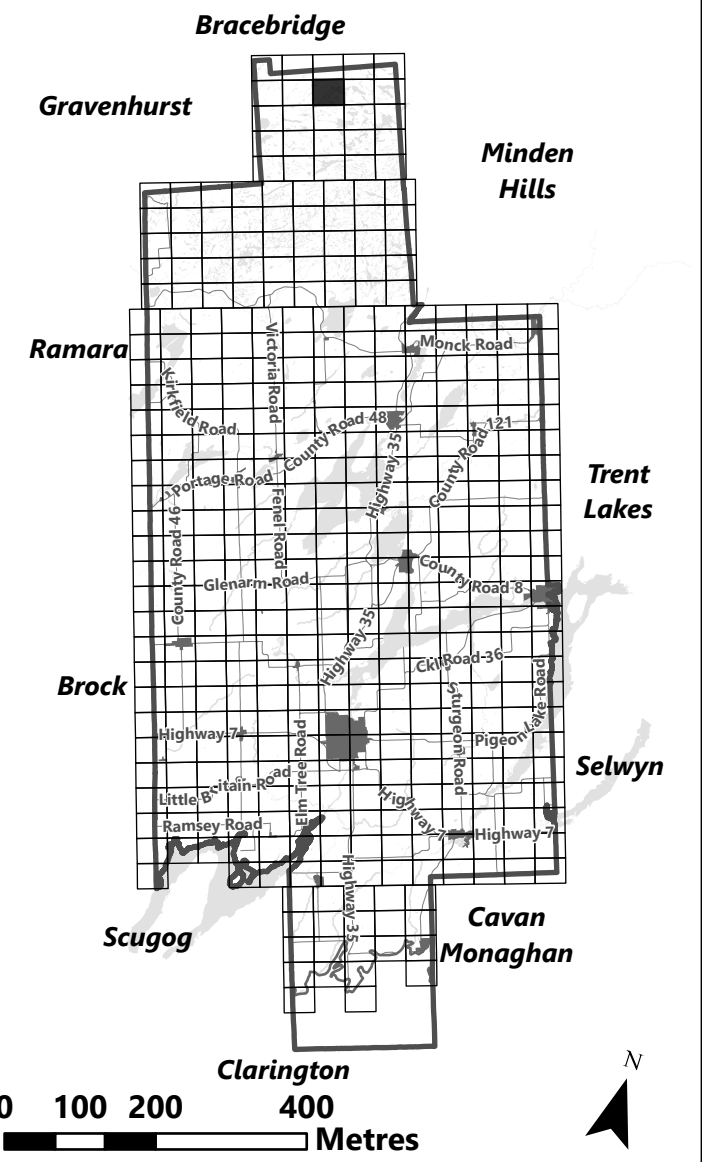 Bracebridge
Gravenhurst
Minden
Hills
Ramara
Monck Road
Victoria Road
Kirkfield Road
County Road 48
Highway 35
County Road 121
Portage Road
Trent
Lakes
County Road 46
Fenel Road
Glenarm Road
County Road 8
Highway 35
Ckl Road 36
Brock
Sturgeon Road
Pigeon Lake Road
Highway 7
Elm Tree Road
Selwyn
Little Britain Road
Highway 7
Ramsey Road
Highway 7
Highway 35
Scugog
Cavan
Monaghan
Clarington
N
0 100 200 400
Metres